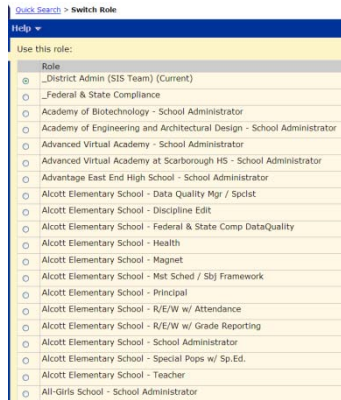 Quick Search > Switch Role
Help
Use this role:
Role
_District Admin (SIS Team) (Current)
_Federal & State Compliance
Academy of Biotechnology - School Administrator
Academy of Engineering and Architectural Design - School Administrator
Advanced Virtual Academy - School Administrator
Advanced Virtual Academy at Scarborough HS - School Administrator
Advantage East End High School - School Administrator
Alcott Elementary School - Data Quality Mgr / Spclst
Alcott Elementary School - Discipline Edit
Alcott Elementary School - Federal & State Comp DataQuality
Alcott Elementary School - Health
Alcott Elementary School - Magnet
Alcott Elementary School - Mst Sched / Sbj Framework
Alcott Elementary School - Principal
Alcott Elementary School - R/E/W w/ Attendance
Alcott Elementary School - R/E/W w/ Grade Reporting
Alcott Elementary School - School Administrator
Alcott Elementary School - Special Pops w/ Sp.Ed.
Alcott Elementary School - Teacher
All-Girls School - School Administrator